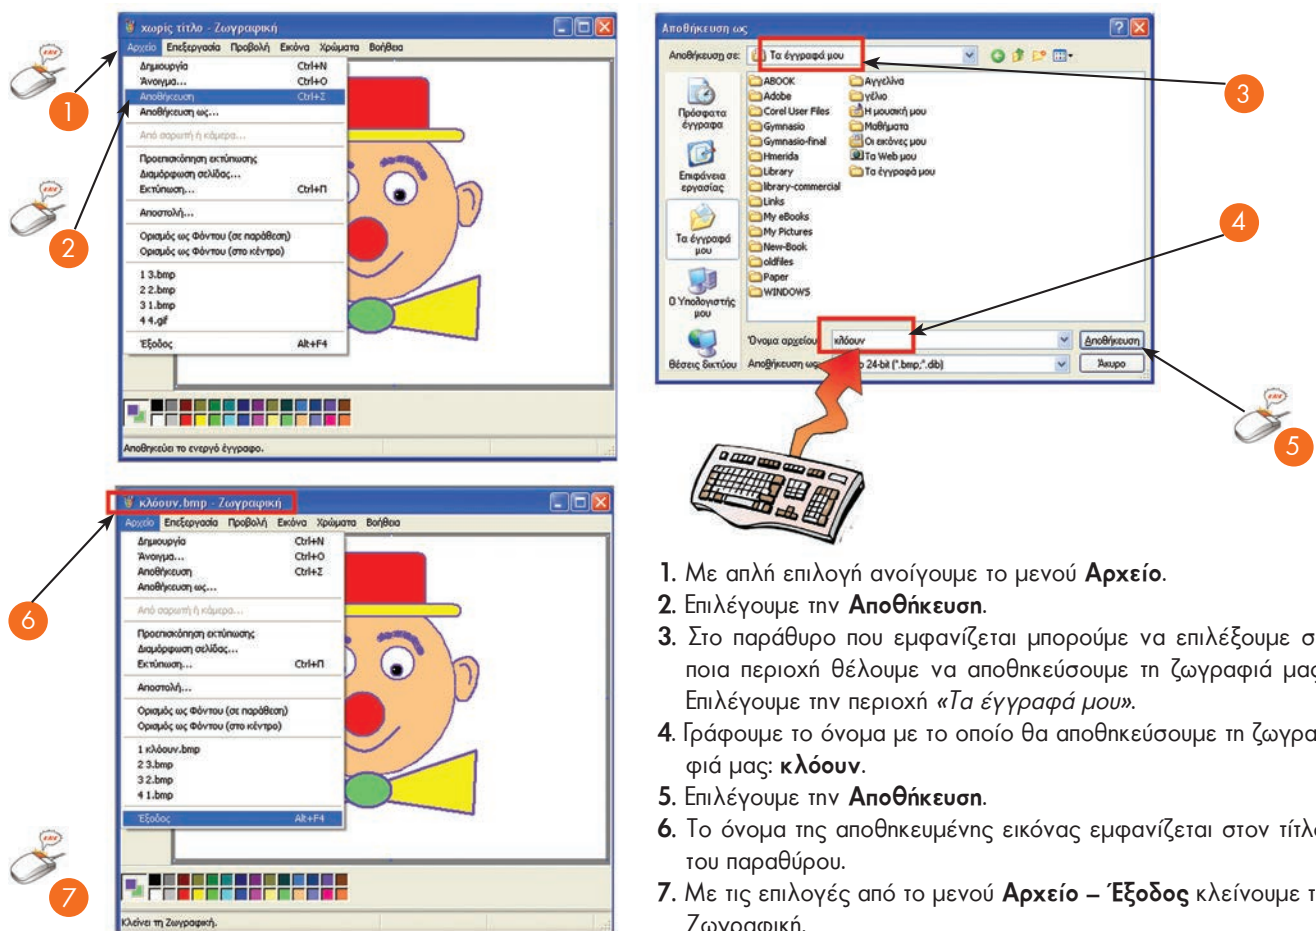 χωρίς τίτλο - Ζωγραφική
Αρχείο Επεξεργασία Προβολή Εικόνα Χρώματα Βοήθεια
Δημιουργία Ctrl+N
Άνοιγμα... Ctrl+O
Αποθήκευση Ctrl+Σ
Αποθήκευση ως...
Από σαρωτή ή κάμερα...
Προεπισκόπηση εκτύπωσης
Διαμόρφωση σελίδας...
Εκτύπωση... Ctrl+Π
Αποστολή...
Ορισμός ως Φόντου (σε παράθεση)
Ορισμός ως Φόντου (στο κέντρο)
1 3.bmp
2 2.bmp
3 1.bmp
4 4.gif
Έξοδος Alt+F4
Αποθηκεύει το ενεργό έγγραφο.
1
2
Αποθήκευση ως
Αποθήκευση σε: Τα έγγραφά μου
Πρόσφατα
έγγραφα
Επιφάνεια
εργασίας
Τα έγγραφά
μου
Ο Υπολογιστής
μου
Θέσεις δικτύου
ABOOK
Adobe
Corel User Files
Gymnasio
Gymnasio-final
Hmerida
Library
library-commercial
Links
My eBooks
My Pictures
New-Book
oldfiles
Paper
WINDOWS
Αγγελίνα
γέλιο
Η μουσική μου
Μαθήματα
Οι εικόνες μου
Τα Web μου
Τα έγγραφά μου
Όνομα αρχείου κλόουν Αποθήκευση
Αποθήκευση ως 24-bit (*.bmp;*.dib) Άκυρο
3
4
5
κλόουν.bmp - Ζωγραφική
Αρχείο Επεξεργασία Προβολή Εικόνα Χρώματα Βοήθεια
Δημιουργία Ctrl+N
Άνοιγμα... Ctrl+O
Αποθήκευση Ctrl+Σ
Αποθήκευση ως...
Από σαρωτή ή κάμερα...
Προεπισκόπηση εκτύπωσης
Διαμόρφωση σελίδας...
Εκτύπωση... Ctrl+Π
Αποστολή...
Ορισμός ως Φόντου (σε παράθεση)
Ορισμός ως Φόντου (στο κέντρο)
1 κλόουν.bmp
2 3.bmp
3 2.bmp
4 1.bmp
Έξοδος Alt+F4
Κλείνει τη Ζωγραφική.
6
7
1. Με απλή επιλογή ανοίγουμε το μενού Αρχείο.
2. Επιλέγουμε την Αποθήκευση.
3. Στο παράθυρο που εμφανίζεται μπορούμε να επιλέξουμε σ
ποια περιοχή θέλουμε να αποθηκεύσουμε τη ζωγραφιά μας
Επιλέγουμε την περιοχή «Τα έγγραφά μου».
4. Γράφουμε το όνομα με το οποίο θα αποθηκεύσουμε τη ζωγρα
φιά μας: κλόουν.
5. Επιλέγουμε την Αποθήκευση.
6. Το όνομα της αποθηκευμένης εικόνας εμφανίζεται στον τίτλο
του παραθύρου.
7. Με τις επιλογές από το μενού Αρχείο – Έξοδος κλείνουμε τ
Ζωγραφική.